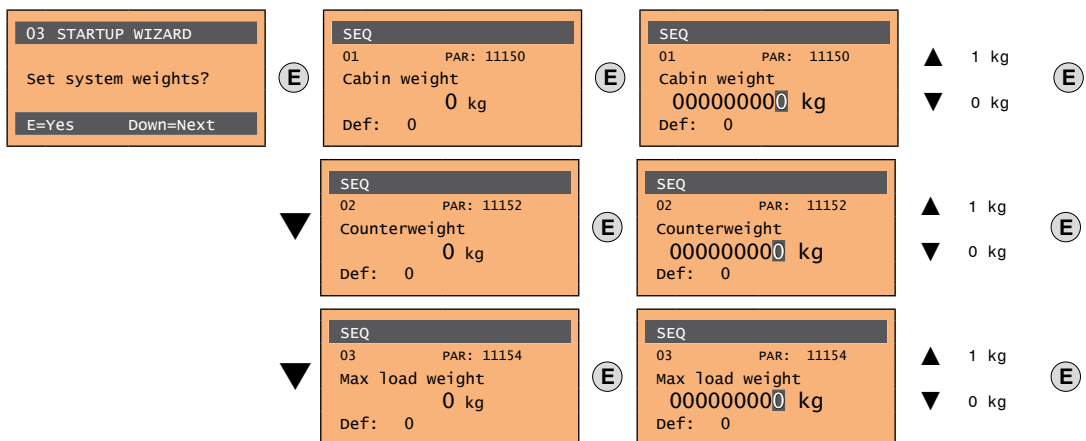 03 STARTUP WIZARD
Set system weights?
E=Yes Down=Next
E
SEQ
01 PAR: 11150
Cabin weight
0 kg
Def: 0
E
SEQ
01 PAR: 11150
Cabin weight
000000000 kg
Def: 0
▲ 1 kg
▼ 0 kg
E
▼
SEQ
02 PAR: 11152
Counterweight
0 kg
Def: 0
E
SEQ
02 PAR: 11152
Counterweight
000000000 kg
Def: 0
▲ 1 kg
▼ 0 kg
E
▼
SEQ
03 PAR: 11154
Max load weight
0 kg
Def: 0
E
SEQ
03 PAR: 11154
Max load weight
000000000 kg
Def: 0
▲ 1 kg
▼ 0 kg
E